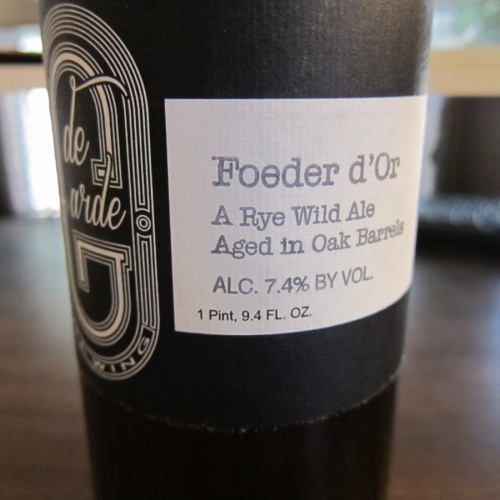 de
Garde
Foeder d'Or
A Rye Wild Ale
Aged in Oak Barrels
ALC. 7.4% BY VOL.
1 Pint, 9.4 FL. OZ.